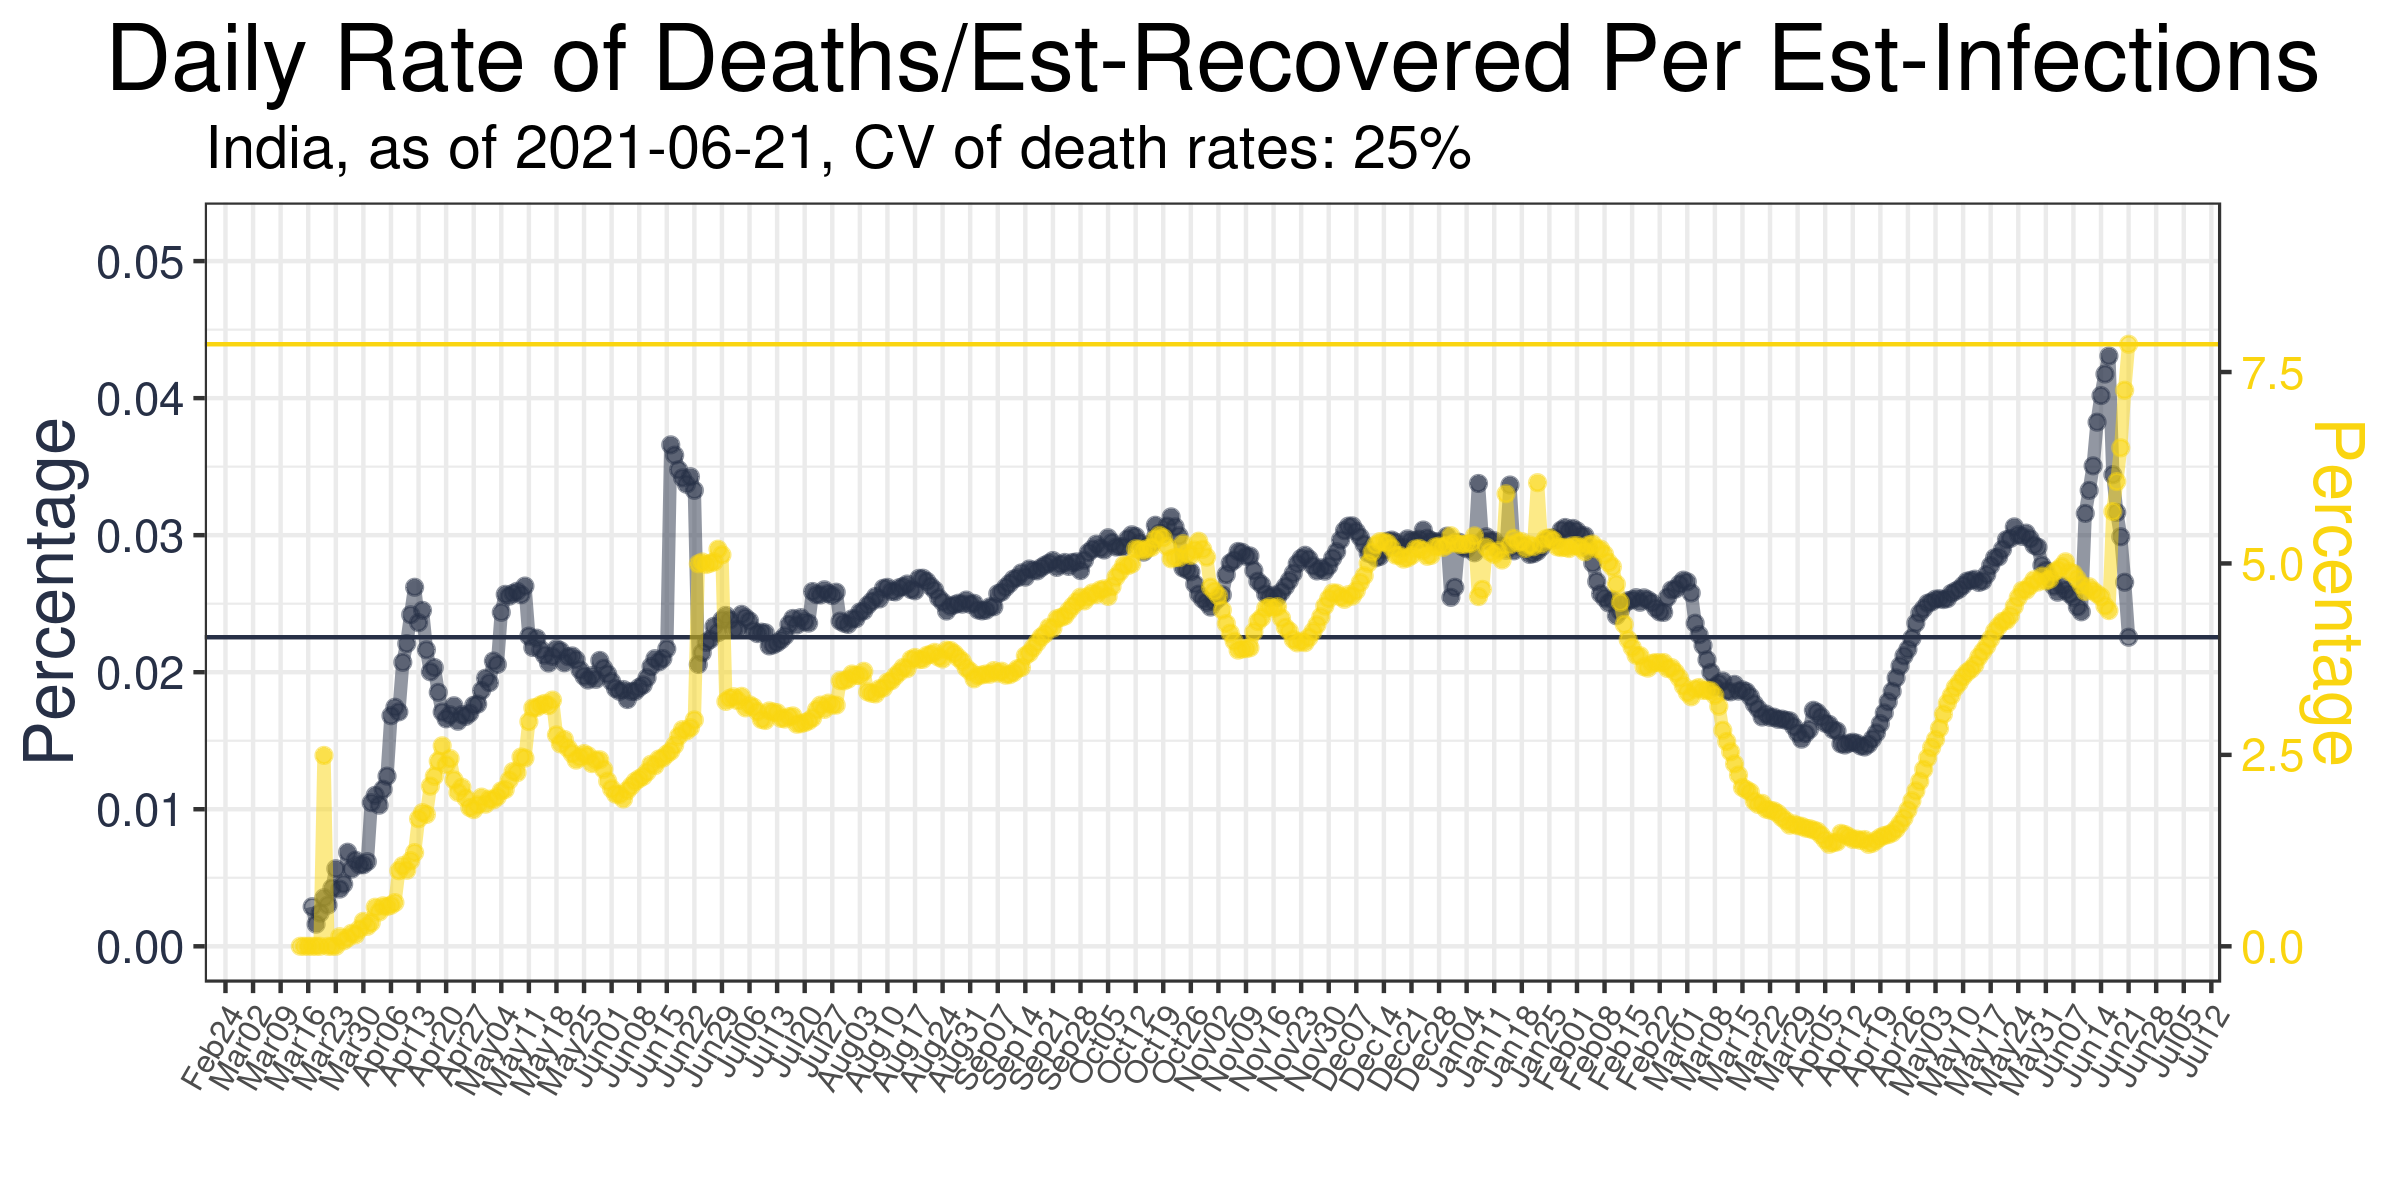 Daily Rate of Deaths/Est-Recovered Per Est-Infections
India, as of 2021-06-21, CV of death rates: 25%
Percentage
0.05
0.04
0.03
0.02
0.01
0.00
7.5
5.0
2.5
0.0
Percentage
Feb24
Mar02
Mar09
Mar16
Mar23
Mar30
Apr06
Apr13
Apr20
Apr27
May04
May11
May18
May25
Jun01
Jun08
Jun15
Jun22
Jun29
Jul06
Jul13
Jul20
Jul27
Aug03
Aug10
Aug17
Aug24
Aug31
Sep07
Sep14
Sep21
Sep28
Oct05
Oct12
Oct19
Oct26
Nov02
Nov09
Nov16
Nov23
Nov30
Dec07
Dec14
Dec21
Dec28
Jan04
Jan11
Jan18
Jan25
Feb01
Feb08
Feb15
Feb22
Mar01
Mar08
Mar15
Mar22
Mar29
Apr05
Apr12
Apr19
Apr26
May03
May10
May17
May24
May31
Jun07
Jun14
Jun21
Jun28
Jul05
Jul12